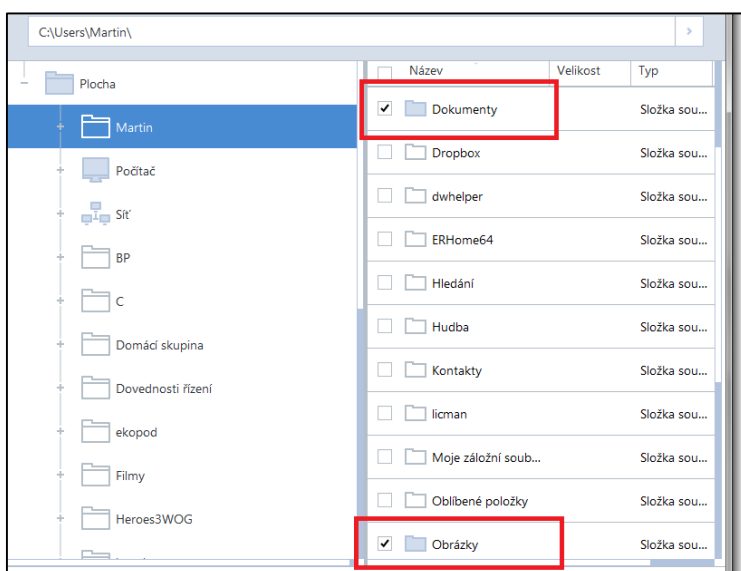 C:\Users\Martin\
Plocha
Martin
Počítač
Síť
BP
C
Domácí skupina
Dovednosti řízení
ekopod
Filmy
Heroes3WOG
Název Velikost Typ
Dokumenty Složka sou...
Dropbox Složka sou...
dwhelper Složka sou...
ERHome64 Složka sou...
Hledání Složka sou...
Hudba Složka sou...
Kontakty Složka sou...
licman Složka sou...
Moje záložní soub... Složka sou...
Oblíbené položky Složka sou...
Obrázky Složka sou...